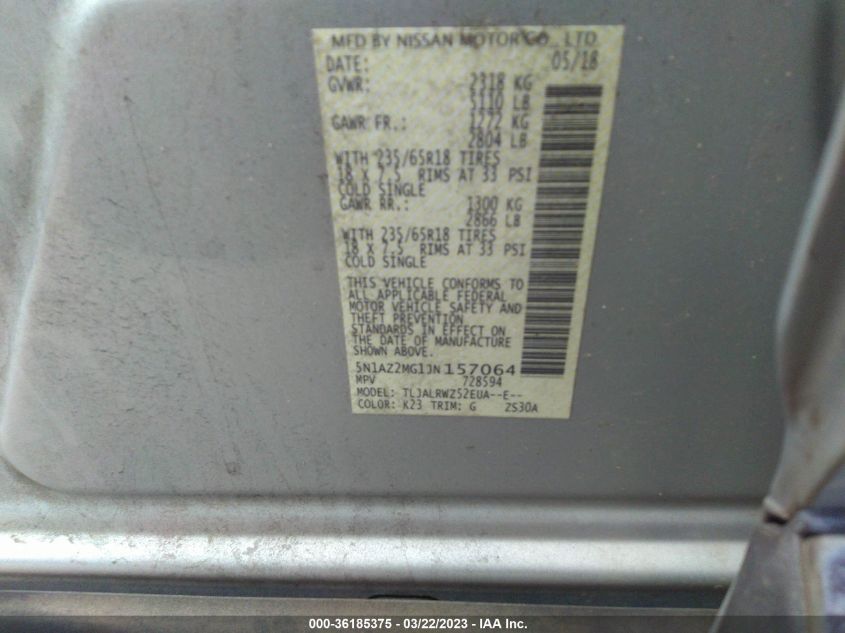 MFD BY NISSAN MOTOR CO., LTD
DATE: 05/18
GVWR: 2318 KG
5110 LB
GAWR FR.: 1272 KG
2804 LB
WITH 235/65R18 TIRES
18 X 7.5 RIMS AT 33 PSI
COLD SINGLE
GAWR RR.: 1300 KG
2866 LB
WITH 235/65R18 TIRES
18 X 7.5 RIMS AT 33 PSI
COLD SINGLE
THIS VEHICLE CONFORMS TO
ALL APPLICABLE FEDERAL
MOTOR VEHICLE SAFETY AND
THEFT PREVENTION
STANDARDS IN EFFECT ON
THE DATE OF MANUFACTURE
SHOWN ABOVE.
5N1AZ2MG1JN157064
MPV 728594
MODEL: TLJALRWZ52EUA--E--
COLOR: K23 TRIM: G ZS30A
000-36185375 - 03/22/2023 - IAA Inc.